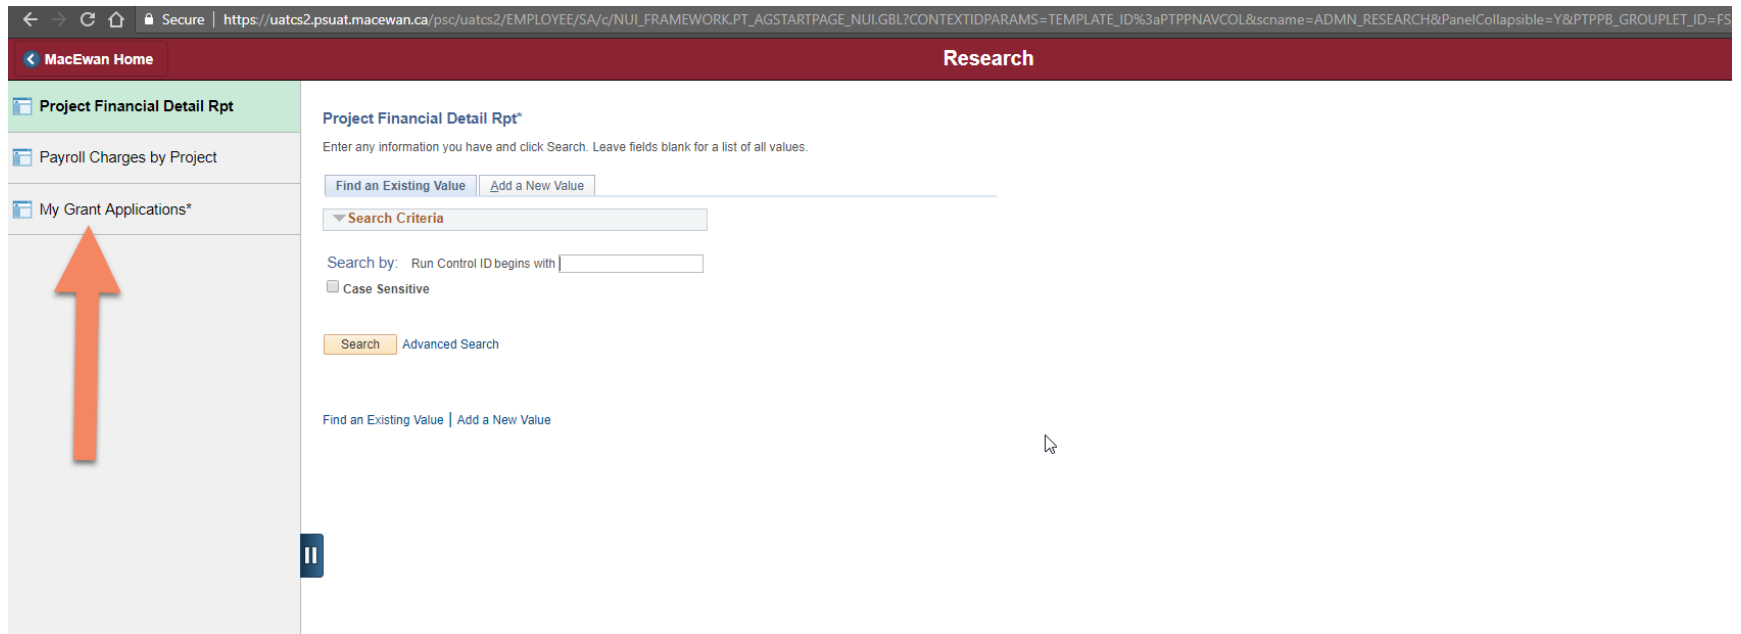 Secure | https://uatcs2.psuat.macewan.ca/psc/uatcs2/EMPLOYEE/SA/c/NUI_FRAMEWORK.PT_AGSTARTPAGE_NUI.GBL?CONTEXTIDPARAMS=TEMPLATE_ID%3aPTPPNAVCOL&scname=ADMN_RESEARCH&PanelCollapsible=Y&PTPPB_GROUPLET_ID=FS
MacEwan Home
Research
Project Financial Detail Rpt
Payroll Charges by Project
My Grant Applications*
Project Financial Detail Rpt*
Enter any information you have and click Search. Leave fields blank for a list of all values.
Find an Existing Value
Add a New Value
Search Criteria
Search by: Run Control ID begins with
Case Sensitive
Search Advanced Search
Find an Existing Value | Add a New Value